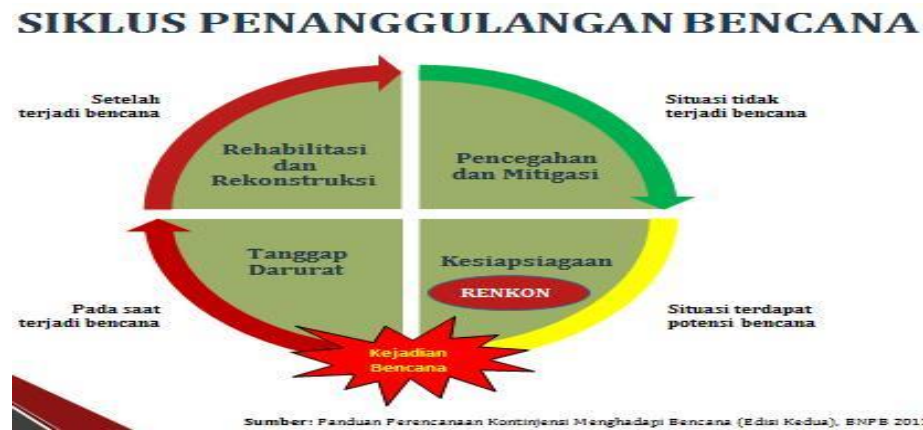 SIKLUS PENANGGULANGAN BENCANA
Setelah
terjadi bencana
Situasi tidak
terjadi bencana
Rehabilitasi
dan
Rekonstruksi
Pencegahan
dan Mitigasi
Tanggap
Darurat
Kesiapsiagaan
RENKON
Pada saat
terjadi bencana
Situasi terdapat
potensi bencana
Kejadian
Bencana
Sumber: Panduan Perencanaan Kontinjensi Menghadapi Bencana (Edisi Kedua), BNPB